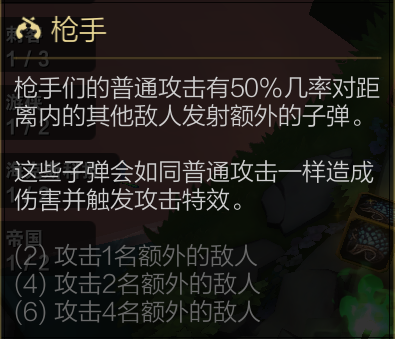 枪手
枪手们的普通攻击有50%几率对距
离内的其他敌人发射额外的子弹。
这些子弹会如同普通攻击一样造成
伤害并触发攻击特效。
帝国
(2) 攻击1名额外的敌人
(4) 攻击2名额外的敌人
(6) 攻击4名额外的敌人